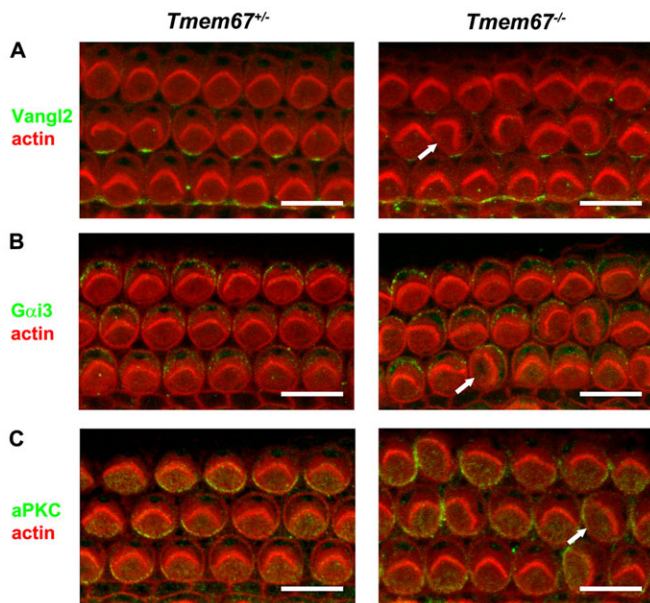 Tmem67+/- Tmem67-/-
A
Vangl2
actin
B
Gαi3
actin
C
aPKC
actin